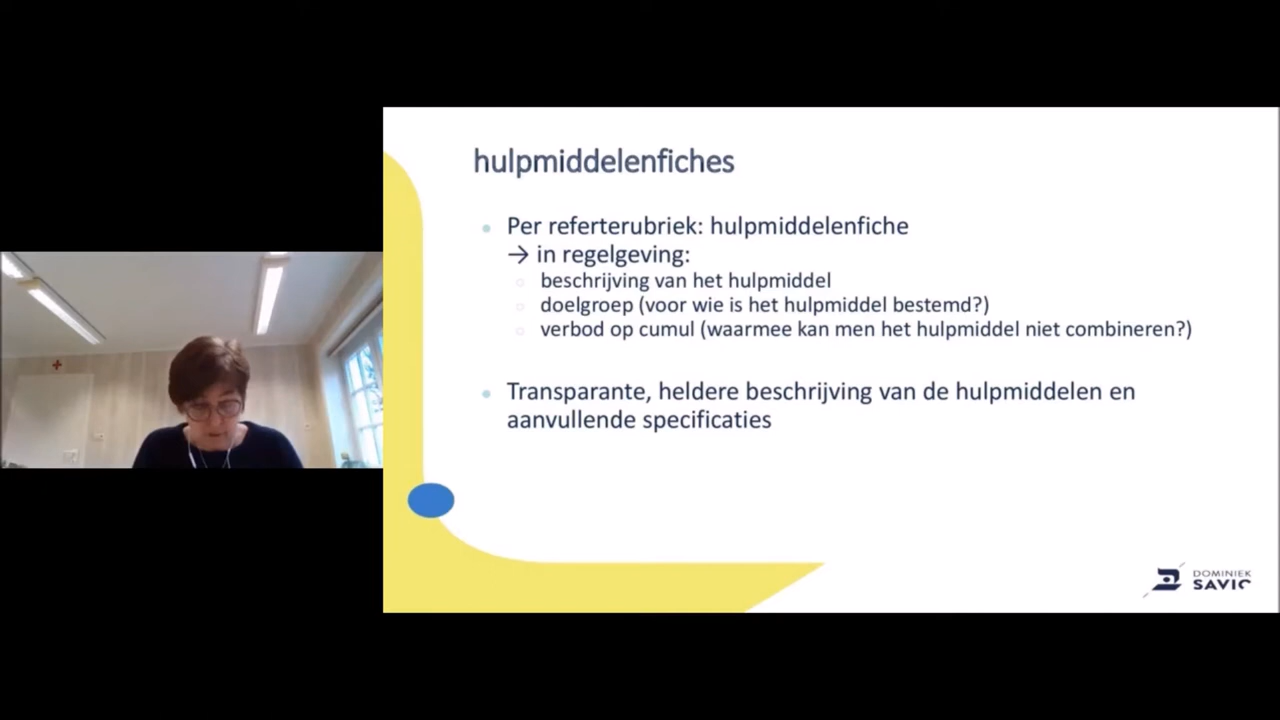 hulpmiddelenfiches
Per referterubriek: hulpmiddelenfiche
→ in regelgeving:
beschrijving van het hulpmiddel
doelgroep (voor wie is het hulpmiddel bestemd?)
verbod op cumul (waarmee kan men het hulpmiddel niet combineren?)
Transparante, heldere beschrijving van de hulpmiddelen en
aanvullende specificaties
DOMINIEK
SAVIO